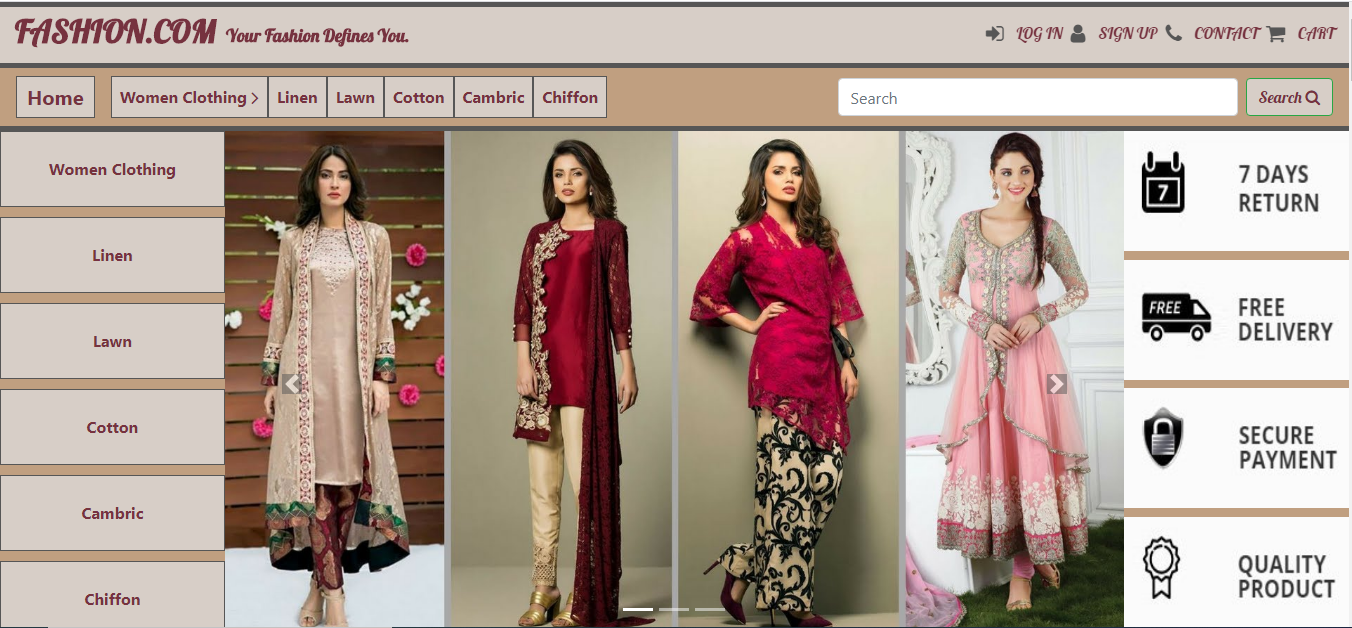 FASHION.COM Your Fashion Defines You.
LOG IN SIGN UP CONTACT CART
Home Women Clothing Linen Lawn Cotton Cambric Chiffon Search Search
Women Clothing
Linen
Lawn
Cotton
Cambric
Chiffon
7
7 DAYS
RETURN
FREE
FREE
DELIVERY
SECURE
PAYMENT
QUALITY
PRODUCT